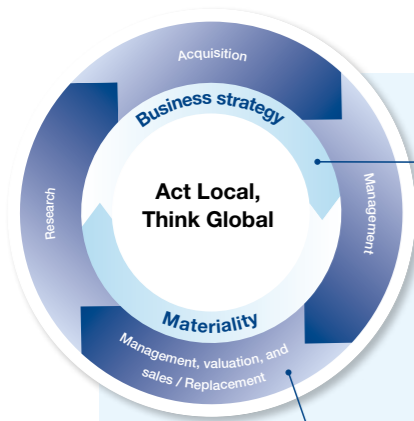 Acquisition
Business strategy
Act Local,
Think Global
Research
Management
Materiality
Management, valuation, and
sales / Replacement